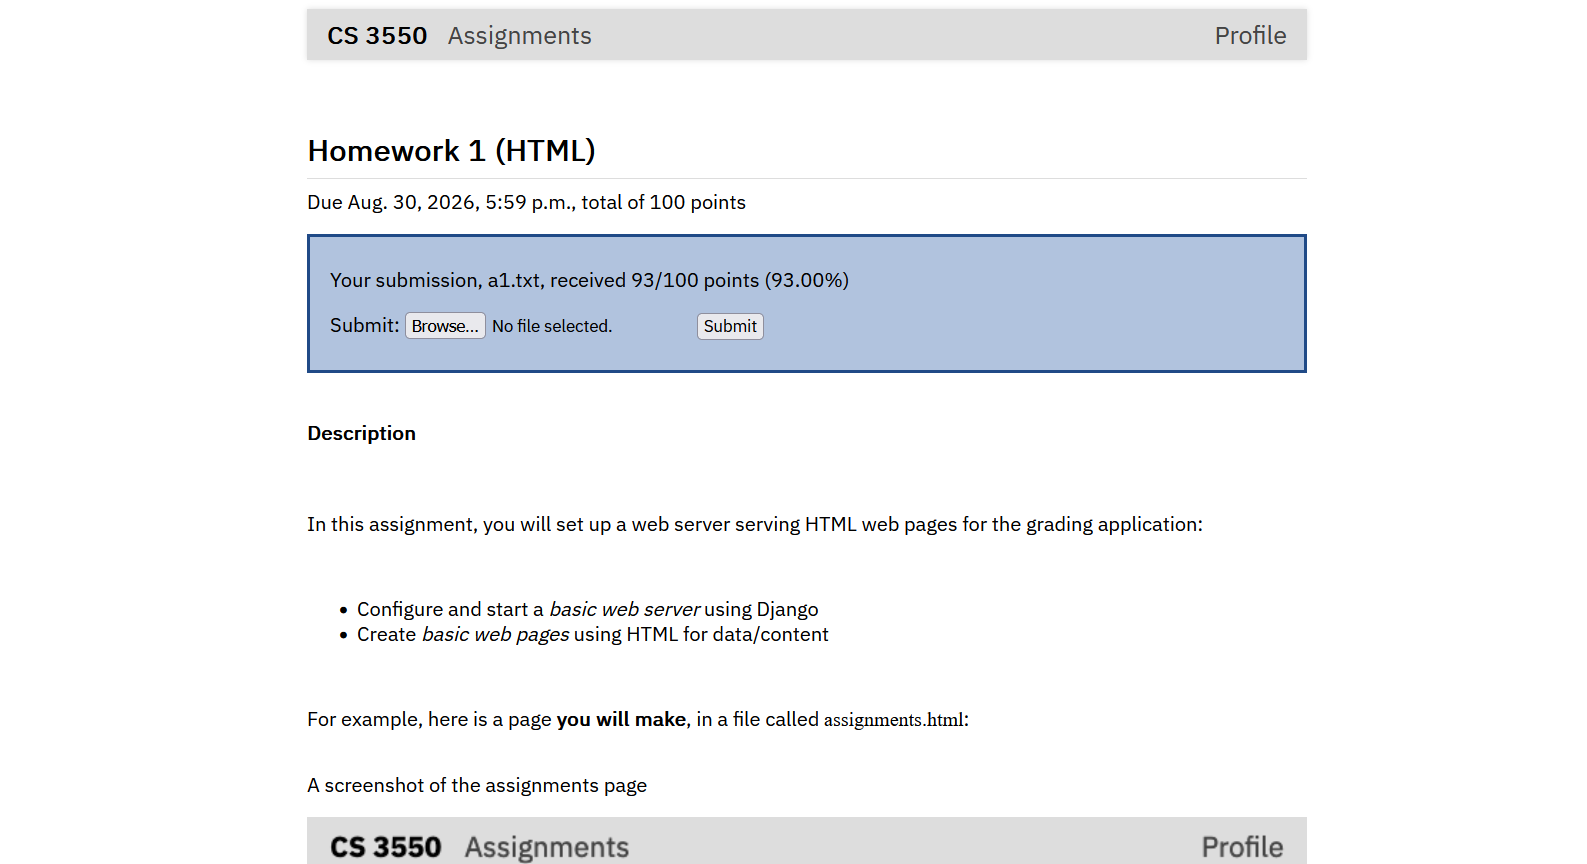 CS 3550 Assignments Profile
Homework 1 (HTML)
Due Aug. 30, 2026, 5:59 p.m., total of 100 points
Your submission, a1.txt, received 93/100 points (93.00%)
Submit: Browse... No file selected. Submit
Description
In this assignment, you will set up a web server serving HTML web pages for the grading application:
• Configure and start a basic web server using Django
• Create basic web pages using HTML for data/content
For example, here is a page you will make, in a file called assignments.html:
A screenshot of the assignments page
CS 3550 Assignments Profile